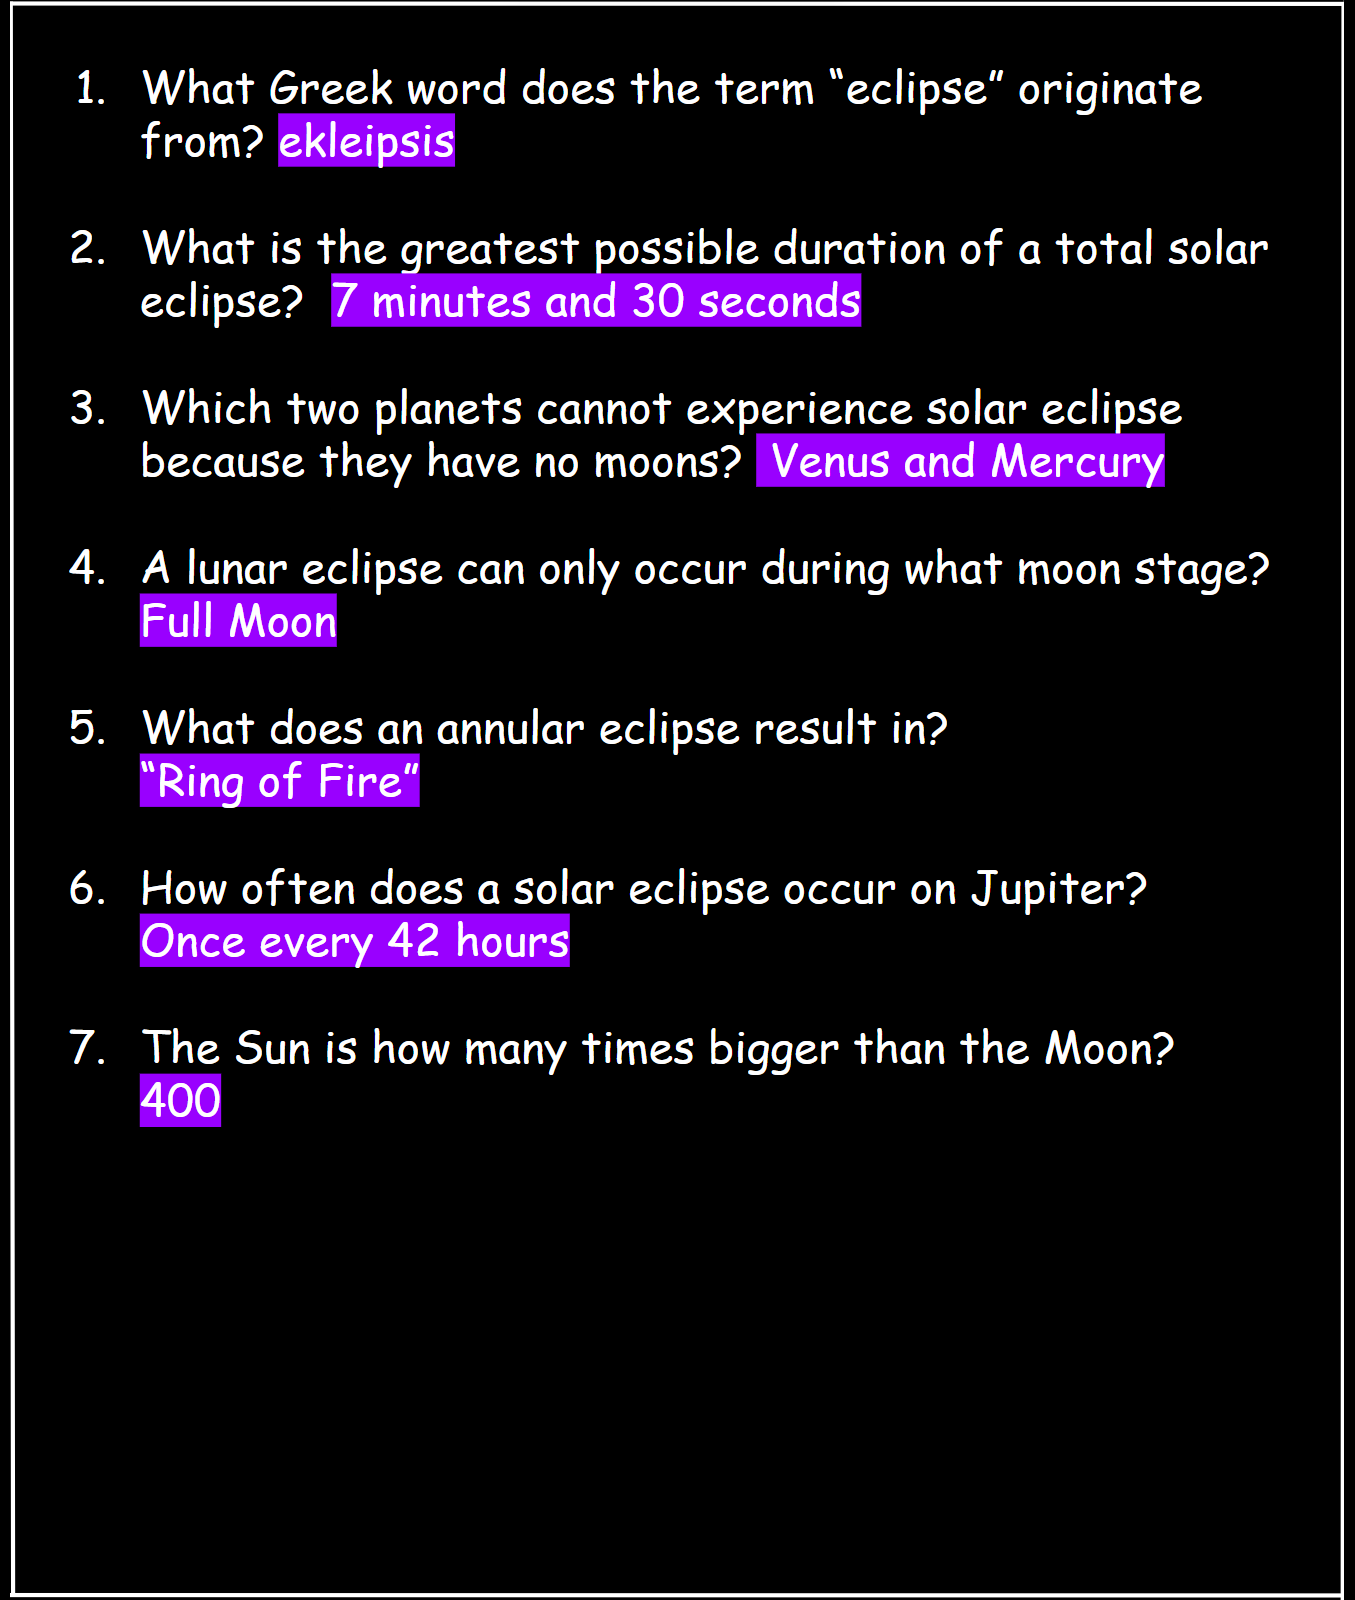 1. What Greek word does the term “eclipse” originate
from? ekleipsis
2. What is the greatest possible duration of a total solar
eclipse? 7 minutes and 30 seconds
3. Which two planets cannot experience solar eclipse
because they have no moons? Venus and Mercury
4. A lunar eclipse can only occur during what moon stage?
Full Moon
5. What does an annular eclipse result in?
“Ring of Fire”
6. How often does a solar eclipse occur on Jupiter?
Once every 42 hours
7. The Sun is how many times bigger than the Moon?
400